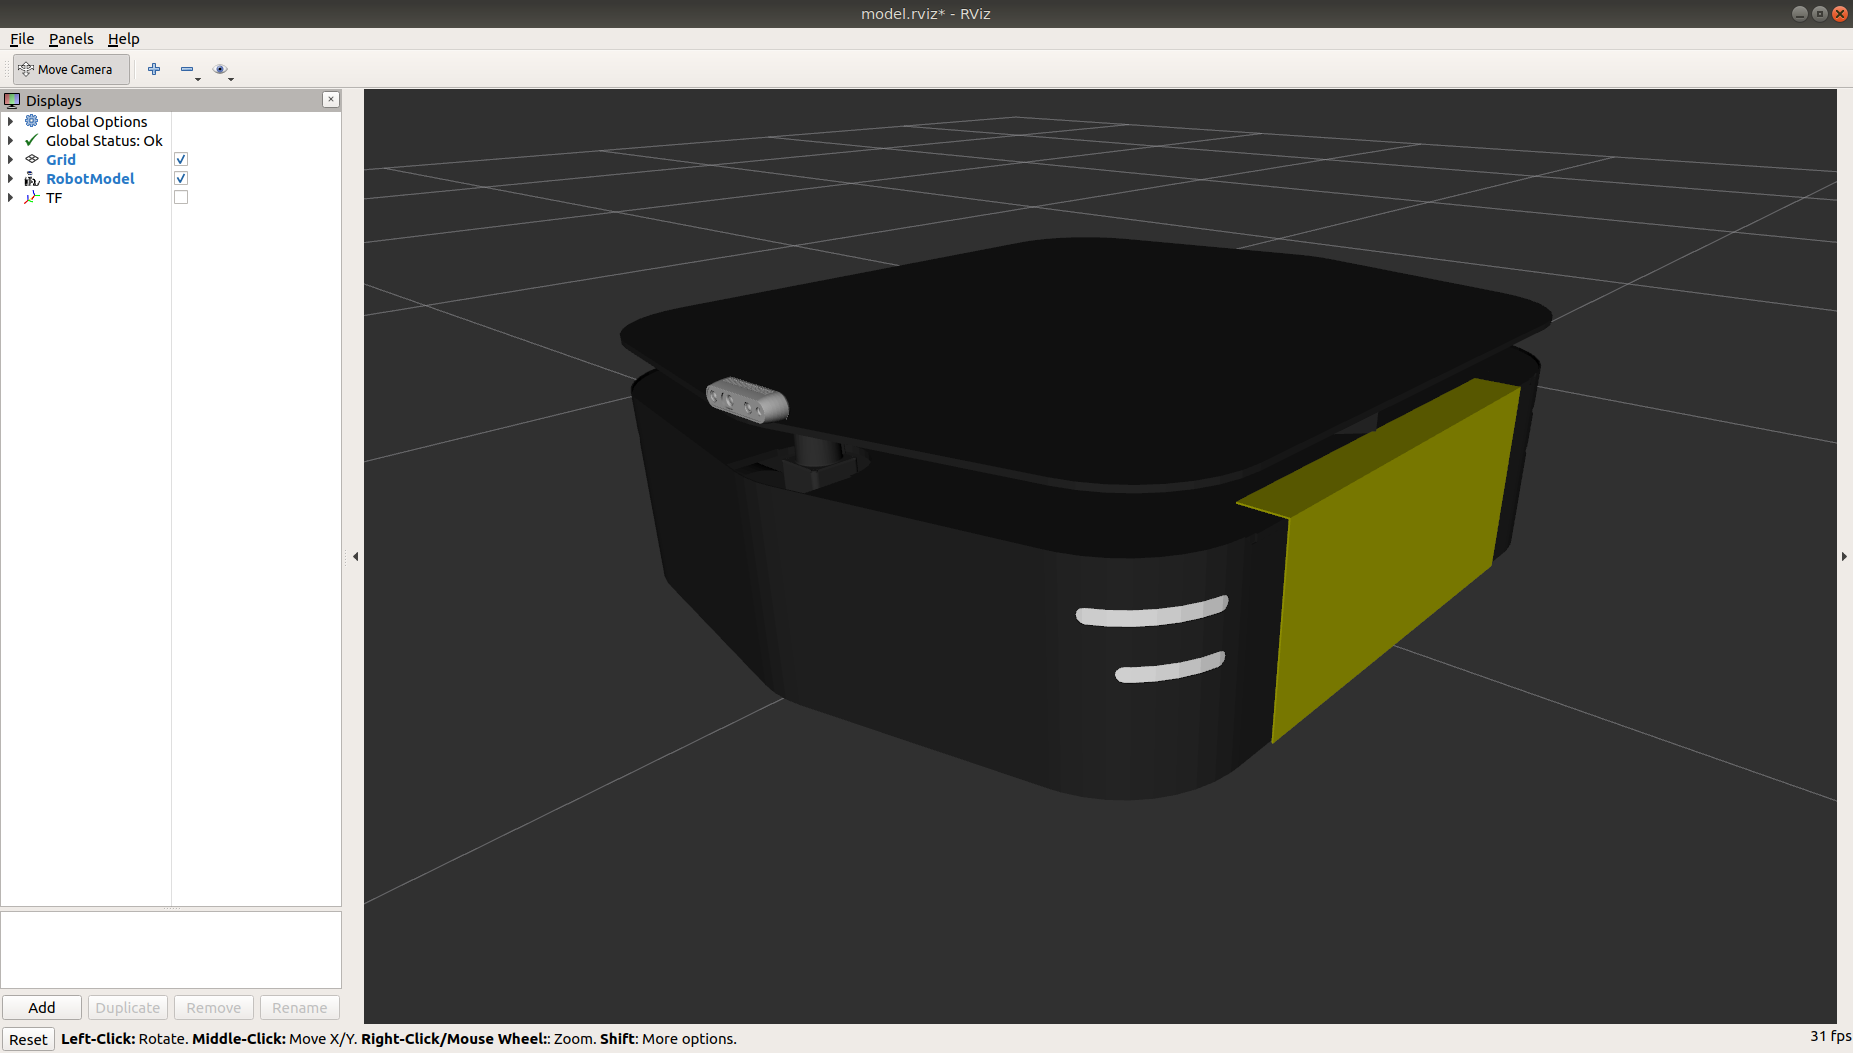 model.rviz* - RViz
File Panels Help
Move Camera
Displays
Global Options
Global Status: Ok
Grid
RobotModel
TF
Add Duplicate Remove Rename
Reset Left-Click: Rotate. Middle-Click: Move X/Y. Right-Click/Mouse Wheel:: Zoom. Shift: More options. 31 fps